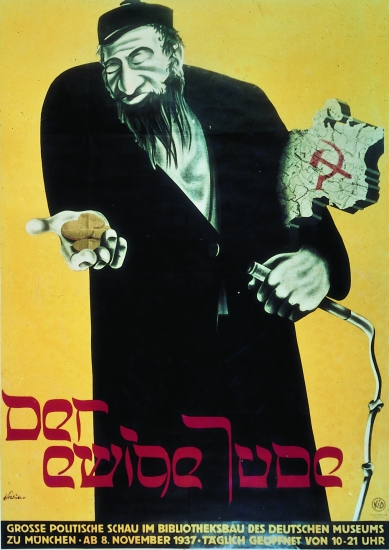 Der
ewige Jude
GROSSE POLITISCHE SCHAU IM BIBLIOTHEKSBAU DES DEUTSCHEN MUSEUMS
ZU MÜNCHEN · AB 8. NOVEMBER 1937 · TÄGLICH GEÖFFNET VON 10-21 UHR